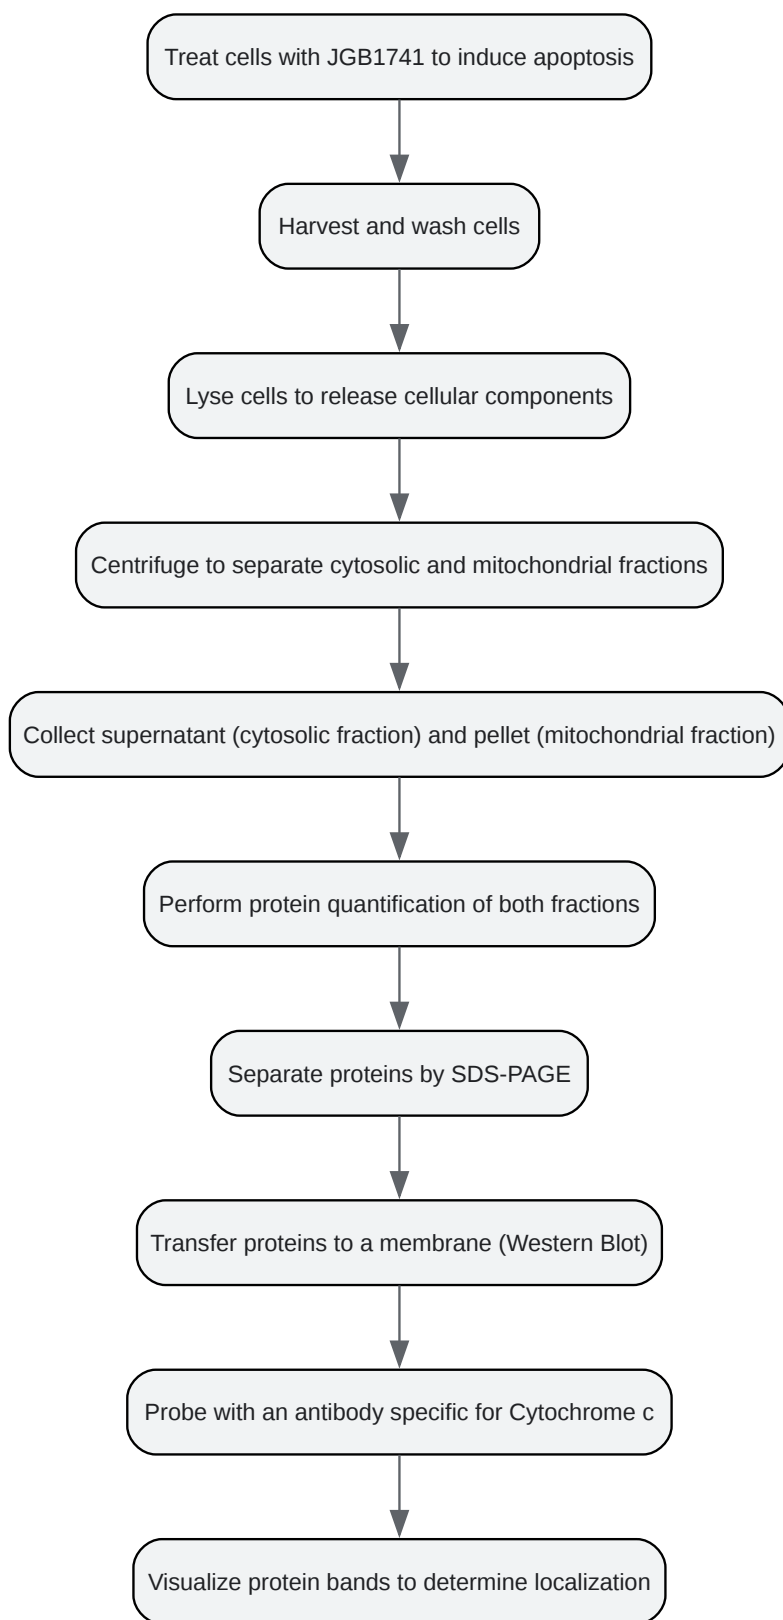 Treat cells with JGB1741 to induce apoptosis
Harvest and wash cells
Lyse cells to release cellular components
Centrifuge to separate cytosolic and mitochondrial fractions
Collect supernatant (cytosolic fraction) and pellet (mitochondrial fraction)
Perform protein quantification of both fractions
Separate proteins by SDS-PAGE
Transfer proteins to a membrane (Western Blot)
Probe with an antibody specific for Cytochrome c
Visualize protein bands to determine localization